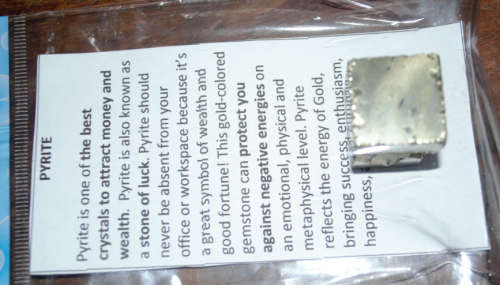 PYRITE
Pyrite is one of the best
crystals to attract money and
wealth. Pyrite is also known as
a stone of luck. Pyrite should
never be absent from your
office or workspace because it's
a great symbol of wealth and
good fortune! This gold-colored
gemstone can protect you
against negative energies on
an emotional, physical and
metaphysical level. Pyrite
reflects the energy of Gold,
bringing success, enthusiasm,
happiness,